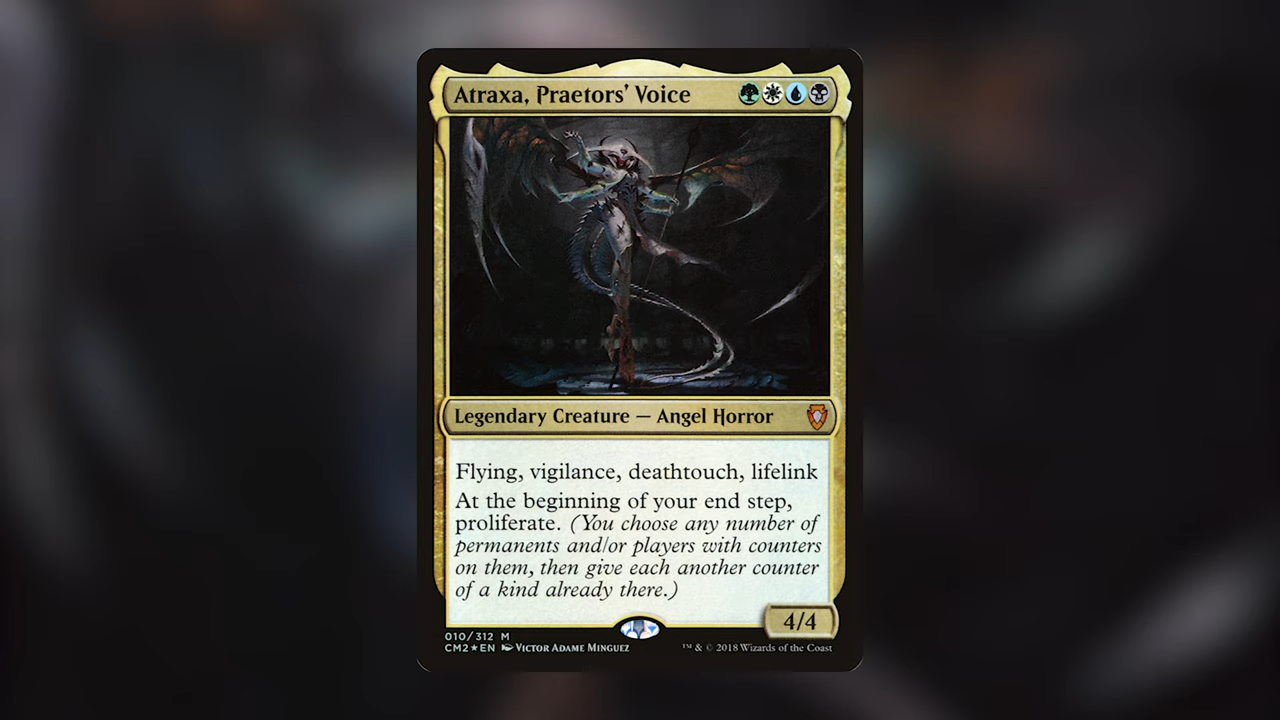 Atraxa, Praetors' Voice
Legendary Creature — Angel Horror
Flying, vigilance, deathtouch, lifelink
At the beginning of your end step,
proliferate. (You choose any number of
permanents and/or players with counters
on them, then give each another counter
of a kind already there.)
4/4
010/312 M
CM2★EN Victor Adame Minguez
™ & © 2018 Wizards of the Coast